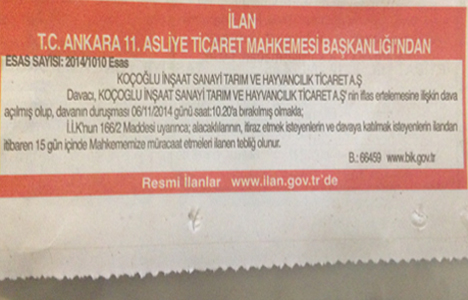 İLAN
T.C. ANKARA 11. ASLİYE TİCARET MAHKEMESİ BAŞKANLIĞI'NDAN
ESAS SAYISI: 2014/1010 Esas
KOÇOĞLU İNŞAAT SANAYİ TARIM VE HAYVANCILIK TİCARET A.Ş
Davacı, KOÇOĞLU İNŞAAT SANAYİ TARIM VE HAYVANCILIK TİCARET A.Ş' nin iflas ertelemesine ilişkin dava
açılmış olup, davanın duruşması 06/11/2014 günü saat:10.20'a bırakılmış olmakla;
İ.İ.K'nun 166/2 Maddesi uyarınca; alacaklılarının, itiraz etmek isteyenlerin ve davaya katılmak isteyenlerin ilandan
itibaren 15 gün içinde Mahkememize müracaat etmeleri ilanen tebliğ olunur.
B.: 66459 www.bik.gov.tr
Resmi İlanlar www.ilan.gov.tr'de